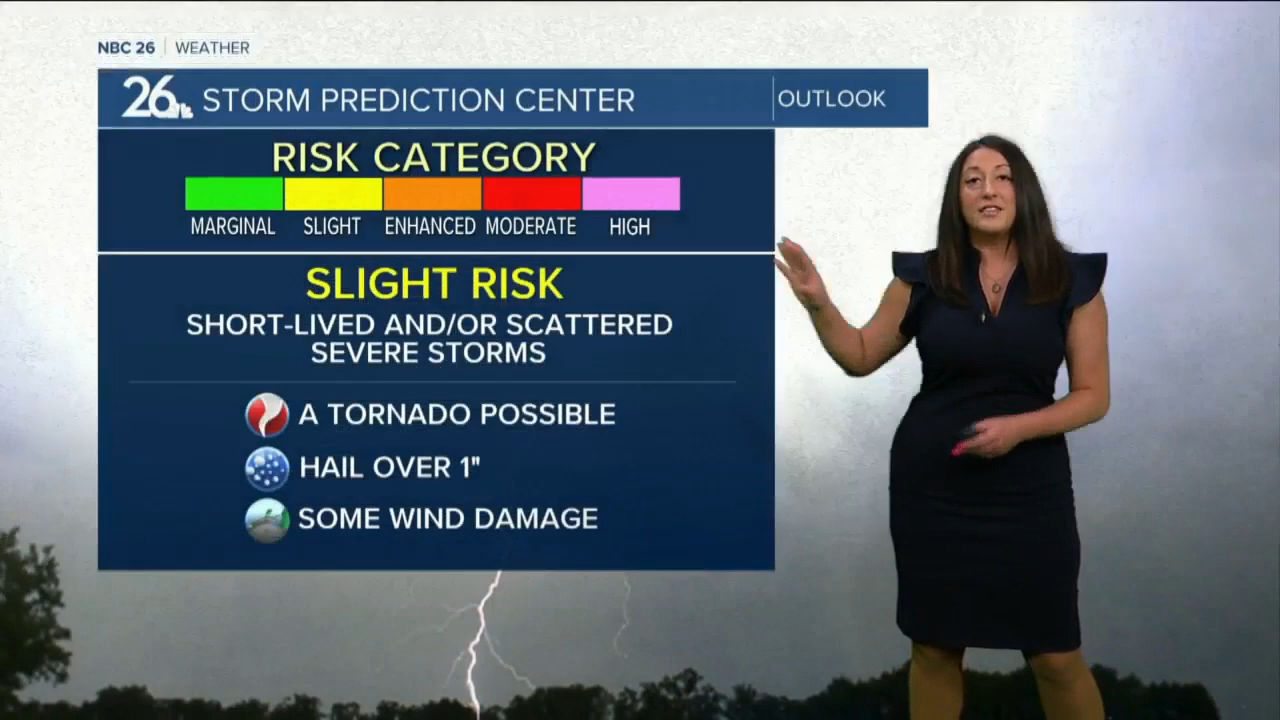 NBC 26 | WEATHER
26 STORM PREDICTION CENTER
OUTLOOK
RISK CATEGORY
MARGINAL SLIGHT ENHANCED MODERATE HIGH
SLIGHT RISK
SHORT-LIVED AND/OR SCATTERED
SEVERE STORMS
A TORNADO POSSIBLE
HAIL OVER 1"
SOME WIND DAMAGE